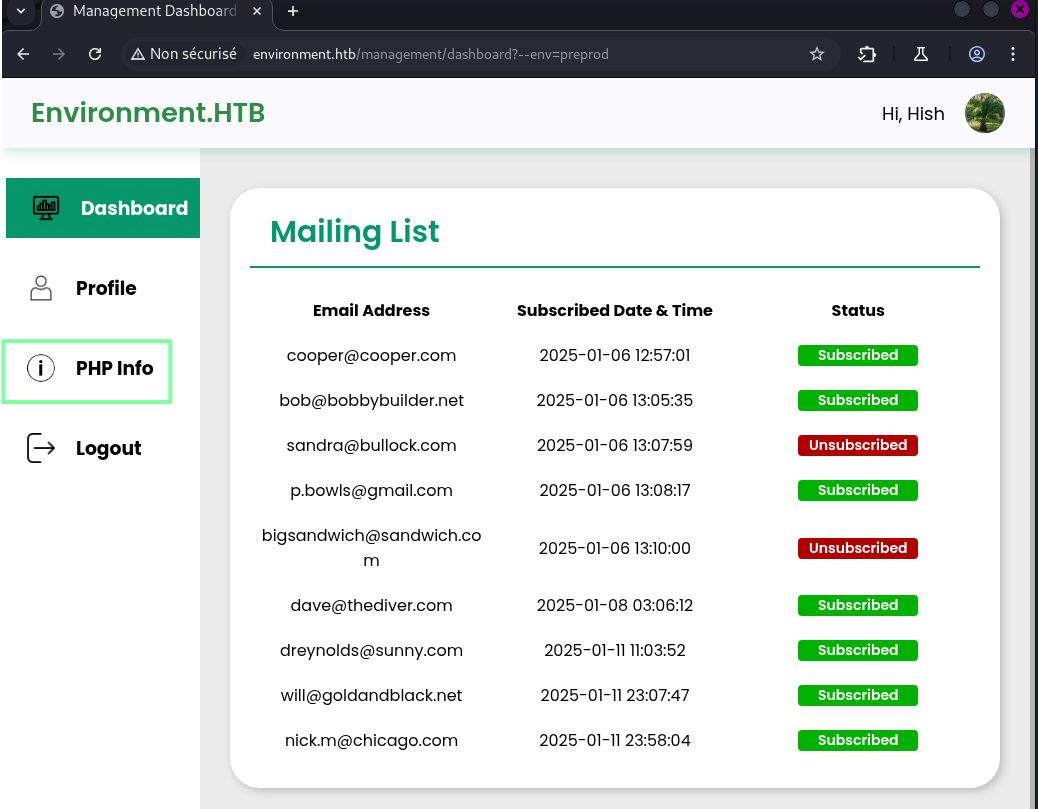 Management Dashboard
Non sécurisé environment.htb/management/dashboard?--env=preprod
Environment.HTB
Hi, Hish
Dashboard
Profile
PHP Info
Logout
Mailing List
Email Address Subscribed Date & Time Status
cooper@cooper.com 2025-01-06 12:57:01 Subscribed
bob@bobbybuilder.net 2025-01-06 13:05:35 Subscribed
sandra@bullock.com 2025-01-06 13:07:59 Unsubscribed
p.bowls@gmail.com 2025-01-06 13:08:17 Subscribed
bigsandwich@sandwich.co
m
2025-01-06 13:10:00 Unsubscribed
dave@thediver.com 2025-01-08 03:06:12 Subscribed
dreynolds@sunny.com 2025-01-11 11:03:52 Subscribed
will@goldandblack.net 2025-01-11 23:07:47 Subscribed
nick.m@chicago.com 2025-01-11 23:58:04 Subscribed